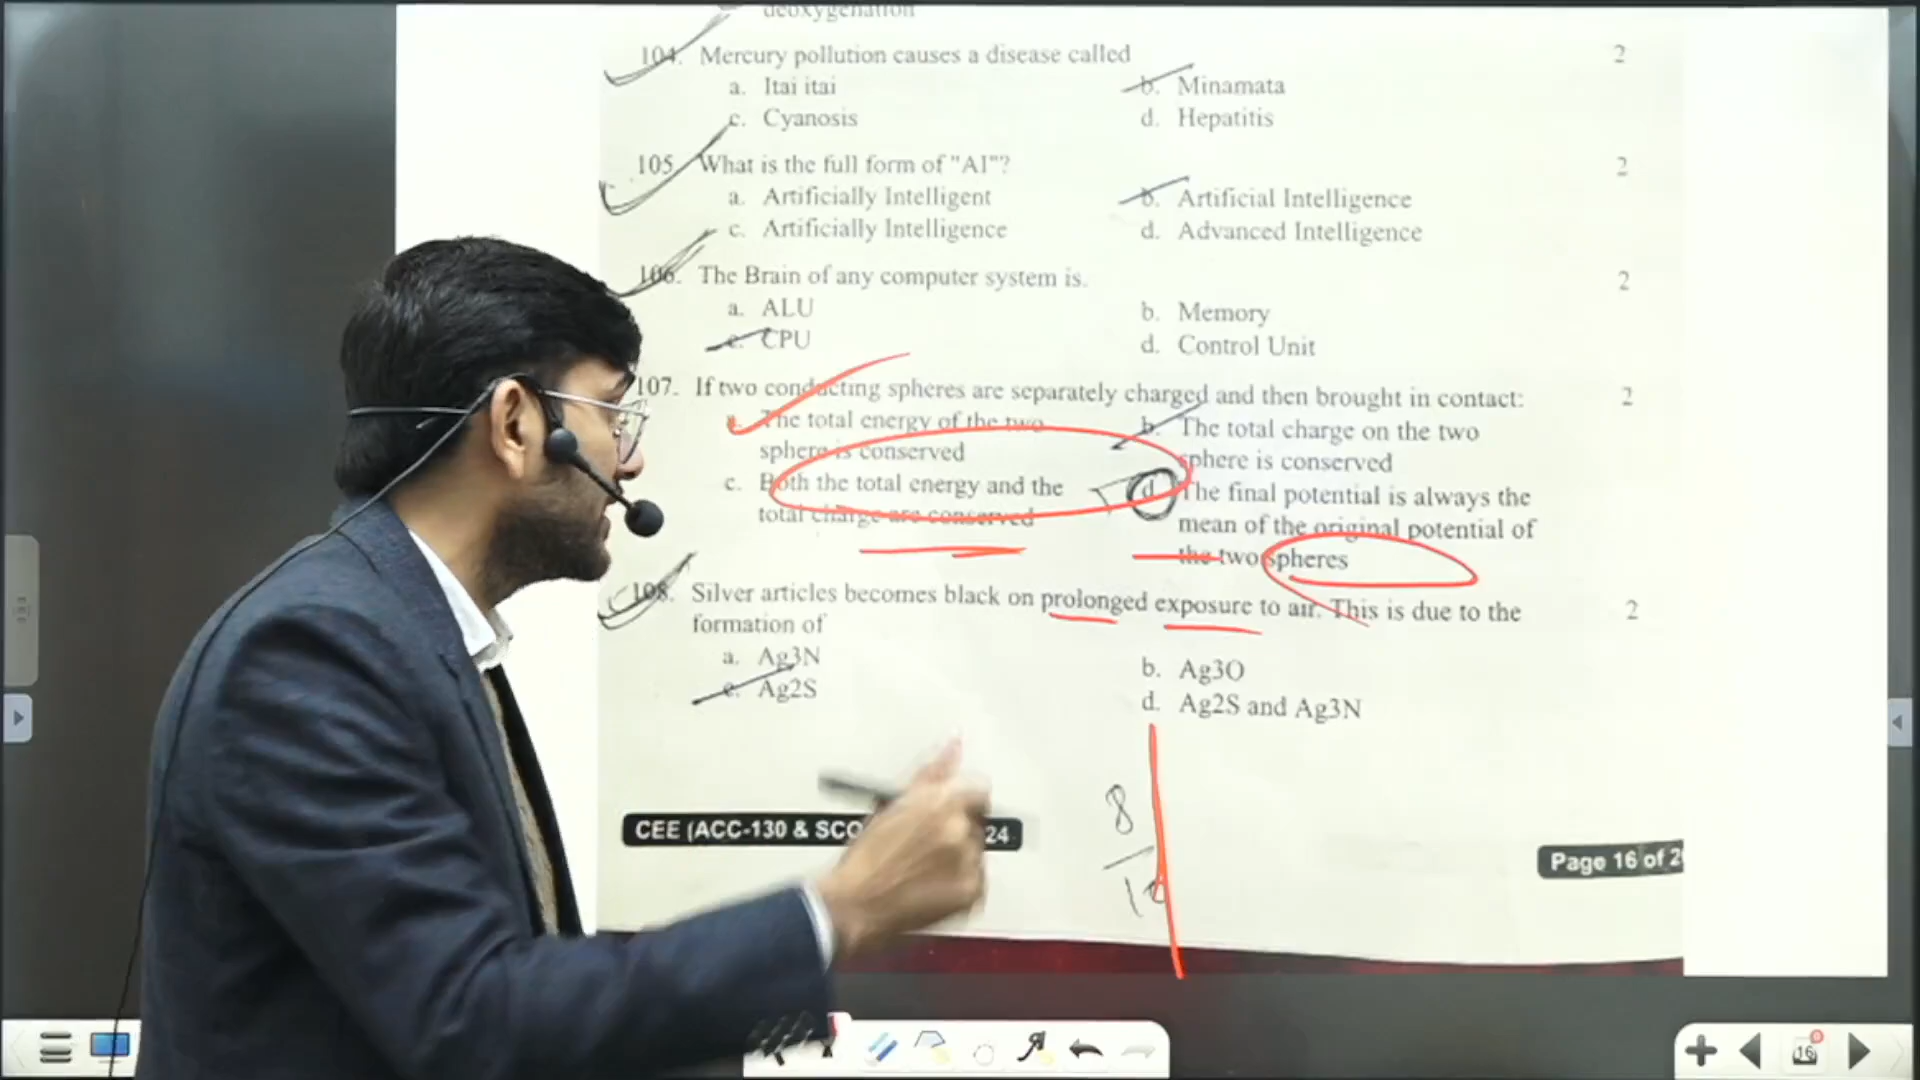 deoxygenation
104. Mercury pollution causes a disease called 2
a. Itai itai b. Minamata
c. Cyanosis d. Hepatitis
105. What is the full form of "AI"? 2
a. Artificially Intelligent b. Artificial Intelligence
c. Artificially Intelligence d. Advanced Intelligence
106. The Brain of any computer system is. 2
a. ALU b. Memory
c. CPU d. Control Unit
107. If two conducting spheres are separately charged and then brought in contact: 2
a. The total energy of the two b. The total charge on the two
sphere is conserved sphere is conserved
c. Both the total energy and the d. The final potential is always the
total charge are conserved mean of the original potential of
the two spheres
108. Silver articles becomes black on prolonged exposure to air. This is due to the 2
formation of
a. Ag3N b. Ag3O
c. Ag2S d. Ag2S and Ag3N
8
10
CEE (ACC-130 & 24
Page 16 of
16